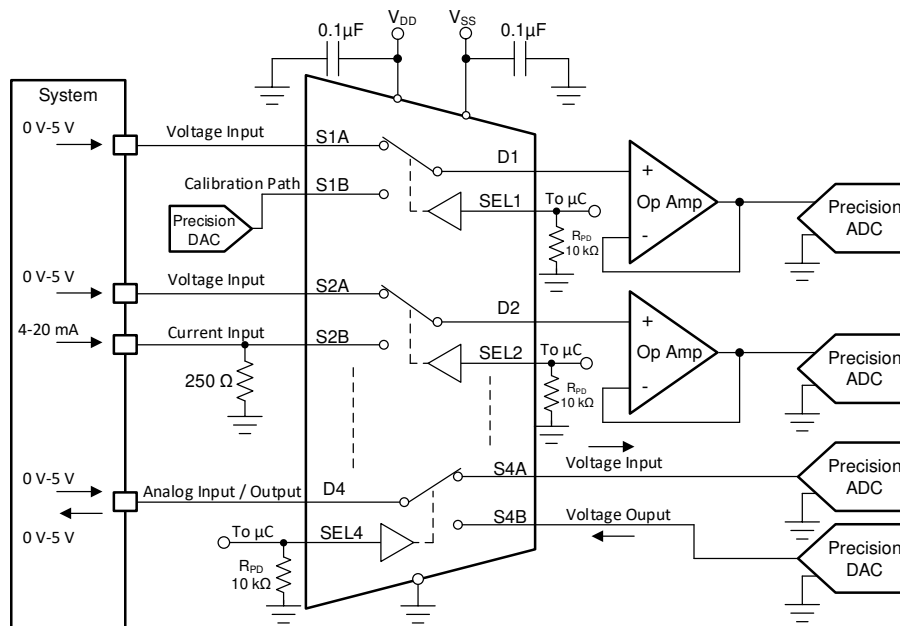 0.1µF
VDD
VSS
0.1µF
System
0 V-5 V
Voltage Input
S1A
D1
+
Op Amp
-
Precision
ADC
Calibration Path
S1B
Precision
DAC
SEL1
To µC
RPD
10 kΩ
0 V-5 V
Voltage Input
S2A
D2
+
Op Amp
-
Precision
ADC
4-20 mA
Current Input
S2B
250 Ω
SEL2
To µC
RPD
10 kΩ
0 V-5 V
Analog Input / Output
D4
S4A
Voltage Input
Precision
ADC
0 V-5 V
S4B
Voltage Ouput
Precision
DAC
To µC
SEL4
RPD
10 kΩ